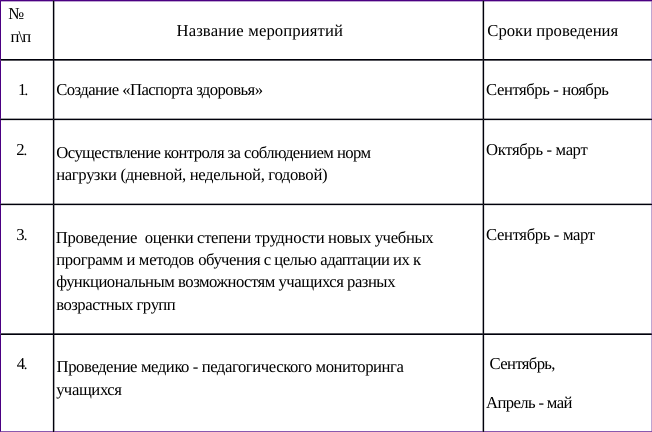 №
п\п
Название мероприятий
Сроки проведения
1.
Создание «Паспорта здоровья»
Сентябрь - ноябрь
2.
Осуществление контроля за соблюдением норм
нагрузки (дневной, недельной, годовой)
Октябрь - март
3.
Проведение  оценки степени трудности новых учебных
программ и методов обучения с целью адаптации их к
функциональным возможностям учащихся разных
возрастных групп
Сентябрь - март
4.
Проведение медико - педагогического мониторинга
учащихся
Сентябрь,
Апрель - май